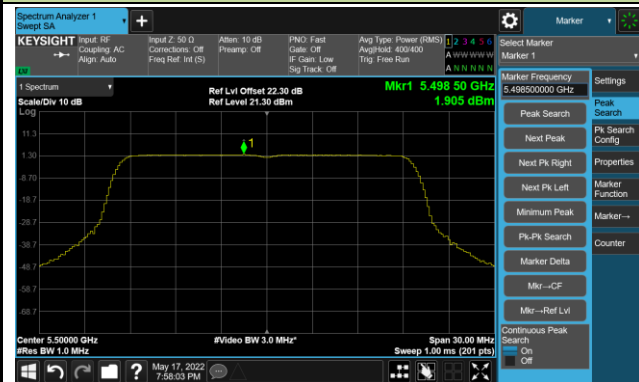 Spectrum Analyzer 1
Swept SA
+
Marker
KEYSIGHT
Input: RF
Coupling: AC
Align: Auto
Input Z: 50 Ω
Corrections: Off
Freq Ref: Int (S)
Atten: 10 dB
Preamp: Off
PNO: Fast
Gate: Off
IF Gain: Low
Sig Track: Off
Avg Type: Power (RMS)
Avg|Hold: 400/400
Trig: Free Run
1 2 3 4 5 6
A W W W W W
A N N N N N
LXI
Select Marker
Marker 1
1 Spectrum
Scale/Div 10 dB
Log
Ref Lvl Offset 22.30 dB
Ref Level 21.30 dBm
Mkr1 5.498 50 GHz
1.905 dBm
11.3
1.30
-8.70
-18.7
-28.7
-38.7
-48.7
-58.7
-68.7
1
Center 5.50000 GHz
#Res BW 1.0 MHz
#Video BW 3.0 MHz*
Span 30.00 MHz
Sweep 1.00 ms (201 pts)
Marker Frequency
5.498500000 GHz
Peak Search
Next Peak
Next Pk Right
Next Pk Left
Minimum Peak
Pk-Pk Search
Marker Delta
Mkr→CF
Mkr→Ref Lvl
Continuous Peak
Search
On
Off
Settings
Peak
Search
Pk Search
Config
Properties
Marker
Function
Marker→
Counter
?
May 17, 2022
7:58:03 PM